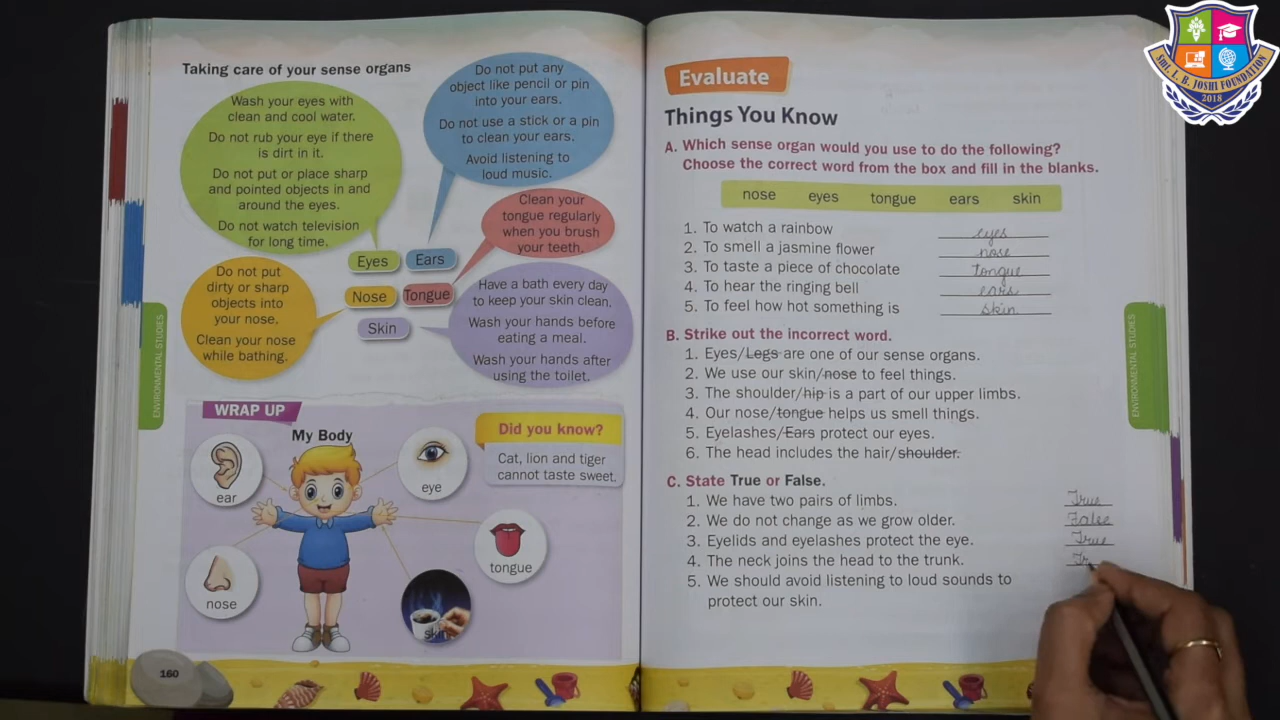 Taking care of your sense organs
Wash your eyes with
clean and cool water.
Do not rub your eye if there
is dirt in it.
Do not put or place sharp
and pointed objects in and
around the eyes.
Do not watch television
for long time.
Do not put any
object like pencil or pin
into your ears.
Do not use a stick or a pin
to clean your ears.
Avoid listening to
loud music.
Clean your
tongue regularly
when you brush
your teeth.
Eyes
Ears
Nose
Tongue
Skin
Do not put
dirty or sharp
objects into
your nose.
Clean your nose
while bathing.
Have a bath every day
to keep your skin clean.
Wash your hands before
eating a meal.
Wash your hands after
using the toilet.
ENVIRONMENTAL STUDIES
WRAP UP
My Body
ear
eye
nose
tongue
skin
Did you know?
Cat, lion and tiger
cannot taste sweet.
160
Evaluate
Things You Know
A. Which sense organ would you use to do the following?
Choose the correct word from the box and fill in the blanks.
nose eyes tongue ears skin
1. To watch a rainbow eyes
2. To smell a jasmine flower nose
3. To taste a piece of chocolate tongue
4. To hear the ringing bell ears
5. To feel how hot something is skin.
B. Strike out the incorrect word.
1. Eyes/Legs are one of our sense organs.
2. We use our skin/nose to feel things.
3. The shoulder/hip is a part of our upper limbs.
4. Our nose/tongue helps us smell things.
5. Eyelashes/Ears protect our eyes.
6. The head includes the hair/shoulder.
C. State True or False.
1. We have two pairs of limbs. True
2. We do not change as we grow older. False
3. Eyelids and eyelashes protect the eye. True
4. The neck joins the head to the trunk. Tr
5. We should avoid listening to loud sounds to
protect our skin.
ENVIRONMENTAL STUDIES
SMT. I. B. JOSHI FOUNDATION
2018